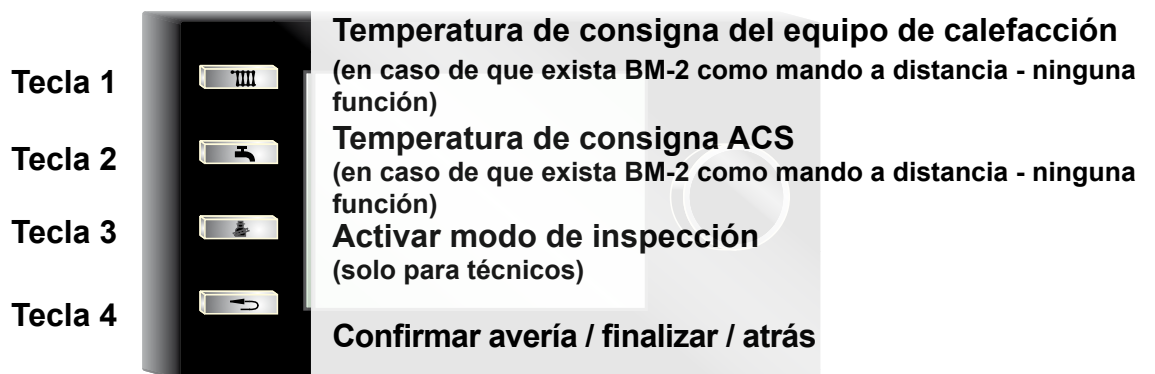 Temperatura de consigna del equipo de calefacción
Tecla 1
(en caso de que exista BM-2 como mando a distancia - ninguna
función)
Tecla 2
Temperatura de consigna ACS
(en caso de que exista BM-2 como mando a distancia - ninguna
función)
Tecla 3
Activar modo de inspección
(solo para técnicos)
Tecla 4
Confirmar avería / finalizar / atrás